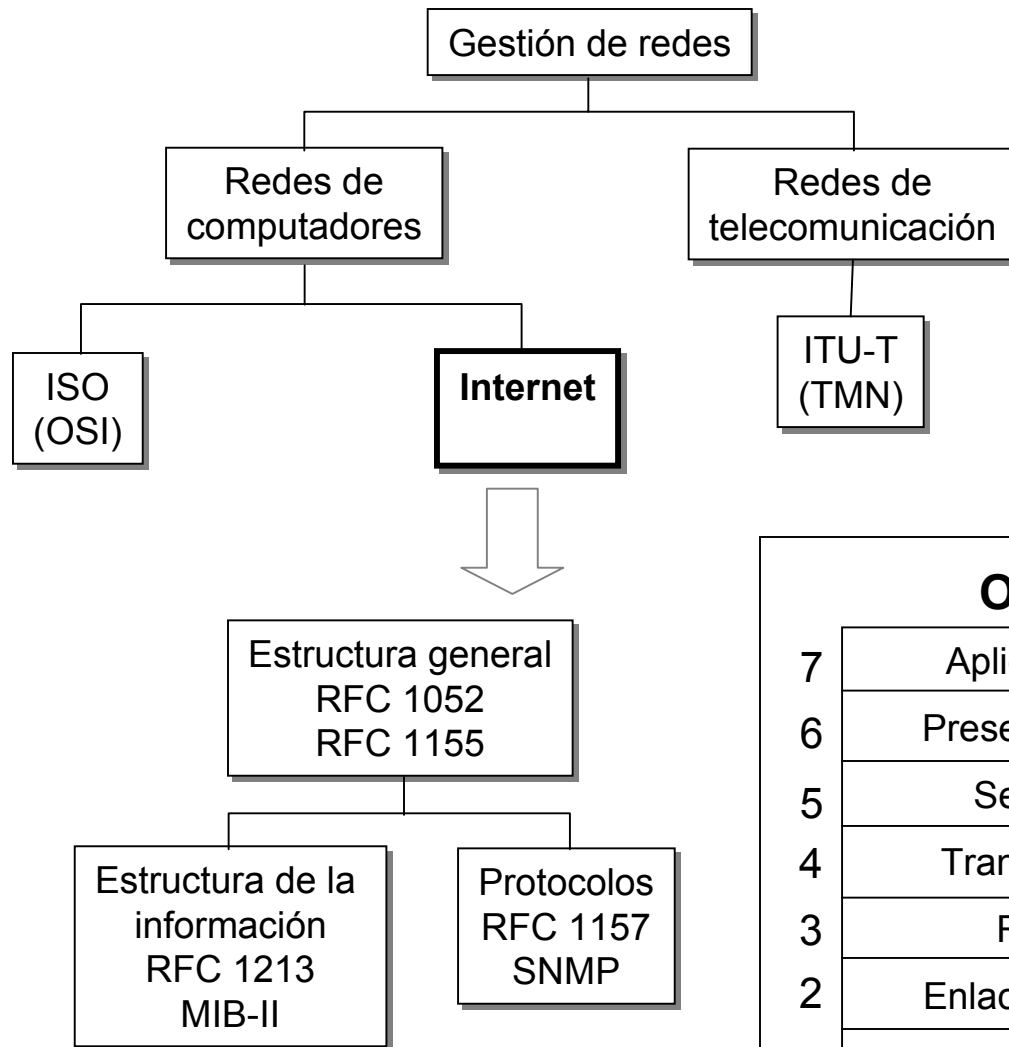 Gestión de redes
Redes de
computadores
Redes de
telecomunicación
ISO
(OSI)
Internet
ITU-T
(TMN)
Estructura general
RFC 1052
RFC 1155
Estructura de la
información
RFC 1213
MIB-II
Protocolos
RFC 1157
SNMP
7
6
5
4
3
2